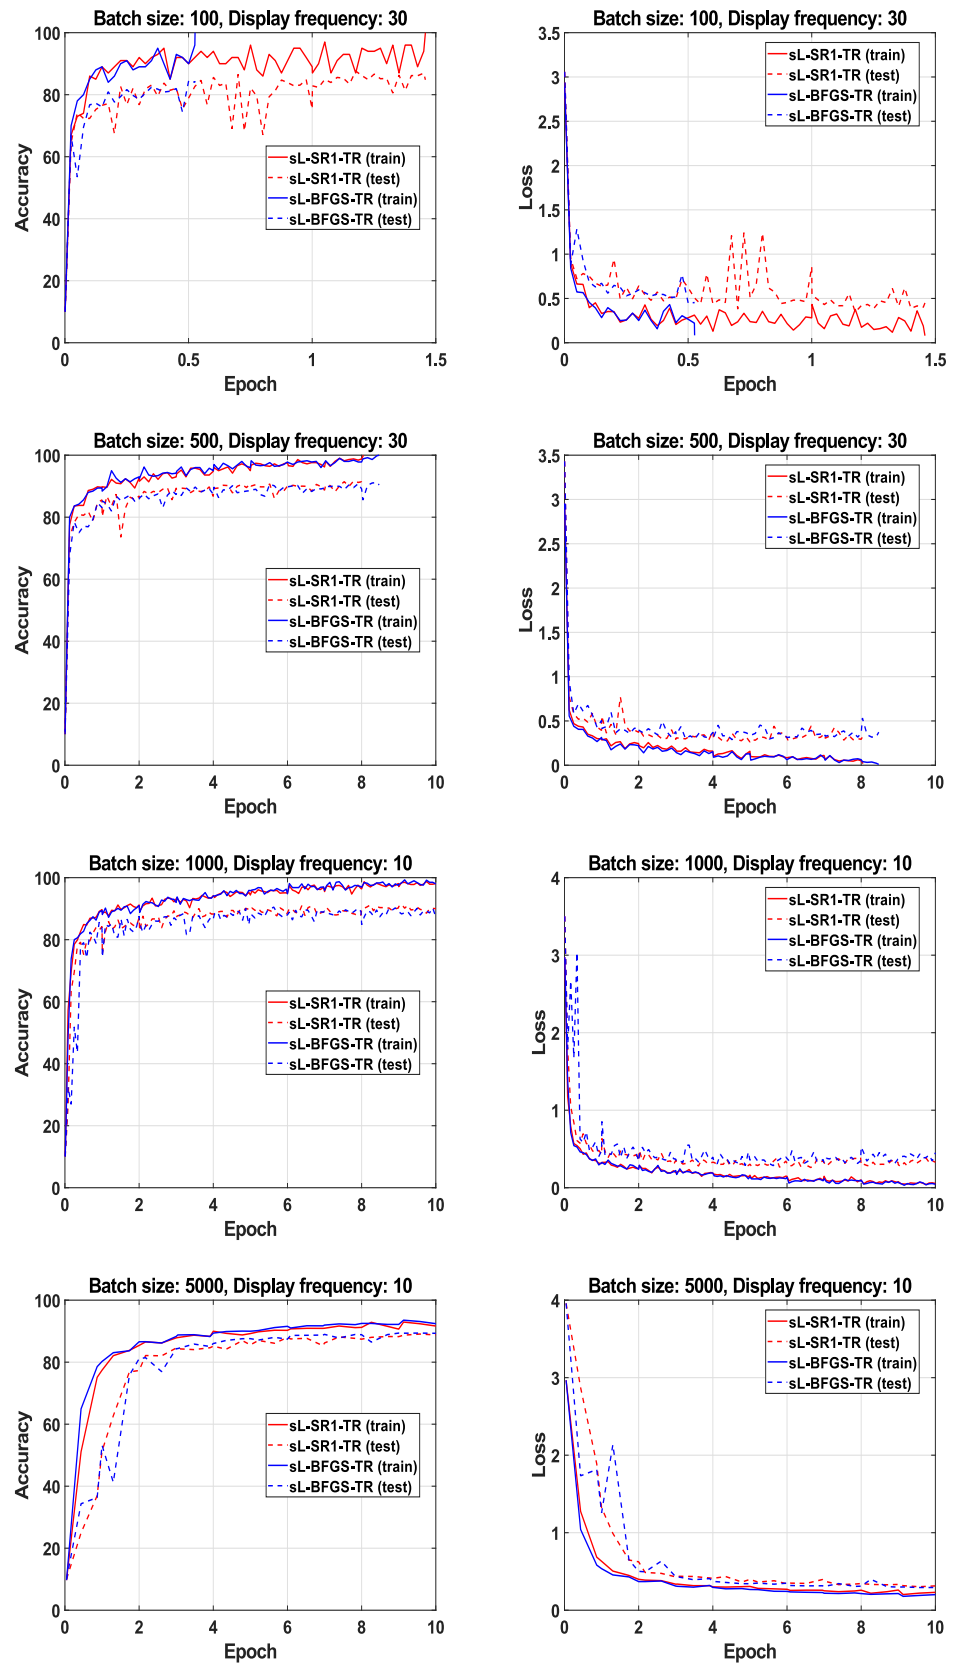 Batch size: 100, Display frequency: 30
100
80
60
40
20
0
Accuracy
sL-SR1-TR (train)
sL-SR1-TR (test)
sL-BFGS-TR (train)
sL-BFGS-TR (test)
0 0.5 1 1.5
Epoch
Batch size: 100, Display frequency: 30
3.5
3
2.5
2
1.5
1
0.5
0
Loss
sL-SR1-TR (train)
sL-SR1-TR (test)
sL-BFGS-TR (train)
sL-BFGS-TR (test)
0 0.5 1 1.5
Epoch
Batch size: 500, Display frequency: 30
100
80
60
40
20
0
Accuracy
sL-SR1-TR (train)
sL-SR1-TR (test)
sL-BFGS-TR (train)
sL-BFGS-TR (test)
0 2 4 6 8 10
Epoch
Batch size: 500, Display frequency: 30
3.5
3
2.5
2
1.5
1
0.5
0
Loss
sL-SR1-TR (train)
sL-SR1-TR (test)
sL-BFGS-TR (train)
sL-BFGS-TR (test)
0 2 4 6 8 10
Epoch
Batch size: 1000, Display frequency: 10
100
80
60
40
20
0
Accuracy
sL-SR1-TR (train)
sL-SR1-TR (test)
sL-BFGS-TR (train)
sL-BFGS-TR (test)
0 2 4 6 8 10
Epoch
Batch size: 1000, Display frequency: 10
4
3
2
1
0
Loss
sL-SR1-TR (train)
sL-SR1-TR (test)
sL-BFGS-TR (train)
sL-BFGS-TR (test)
0 2 4 6 8 10
Epoch
Batch size: 5000, Display frequency: 10
100
80
60
40
20
0
Accuracy
sL-SR1-TR (train)
sL-SR1-TR (test)
sL-BFGS-TR (train)
sL-BFGS-TR (test)
0 2 4 6 8 10
Epoch
Batch size: 5000, Display frequency: 10
4
3
2
1
0
Loss
sL-SR1-TR (train)
sL-SR1-TR (test)
sL-BFGS-TR (train)
sL-BFGS-TR (test)
0 2 4 6 8 10
Epoch